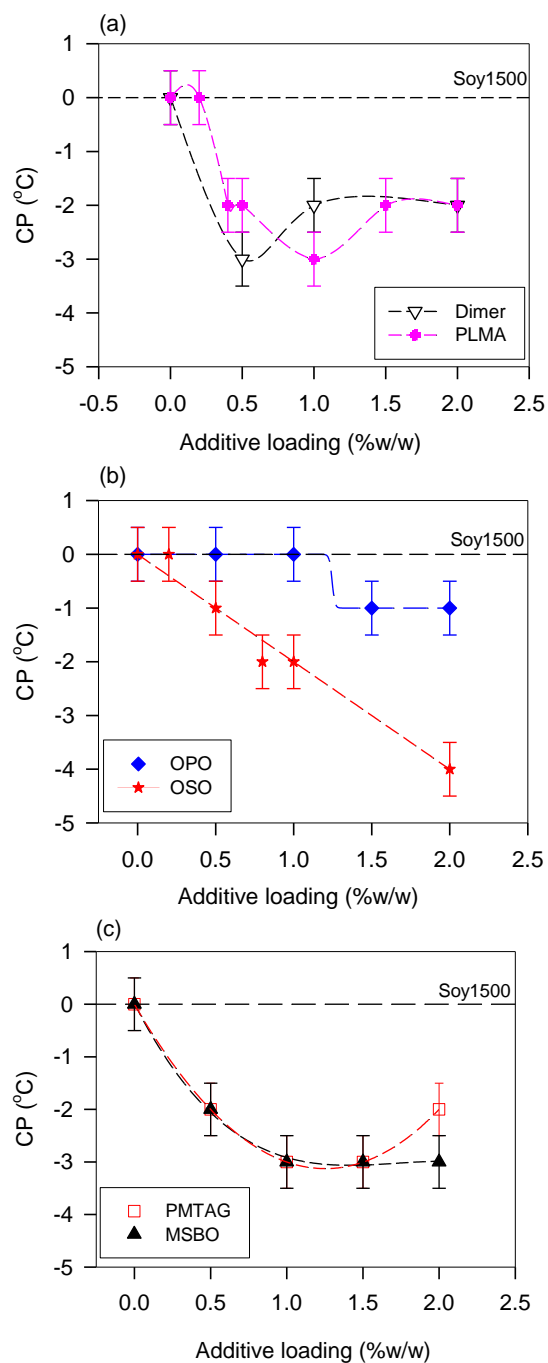 (a)
1
Soy1500
0
-1
-2
-3
-4
-5
CP (°C)
Dimer
PLMA
-0.5 0.0 0.5 1.0 1.5 2.0 2.5
Additive loading (%w/w)
(b)
1
Soy1500
0
-1
-2
-3
-4
-5
CP (°C)
OPO
OSO
0.0 0.5 1.0 1.5 2.0 2.5
Additive loading (%w/w)
(c)
1
Soy1500
0
-1
-2
-3
-4
-5
CP (°C)
PMTAG
MSBO
0.0 0.5 1.0 1.5 2.0 2.5
Additive loading (%w/w)